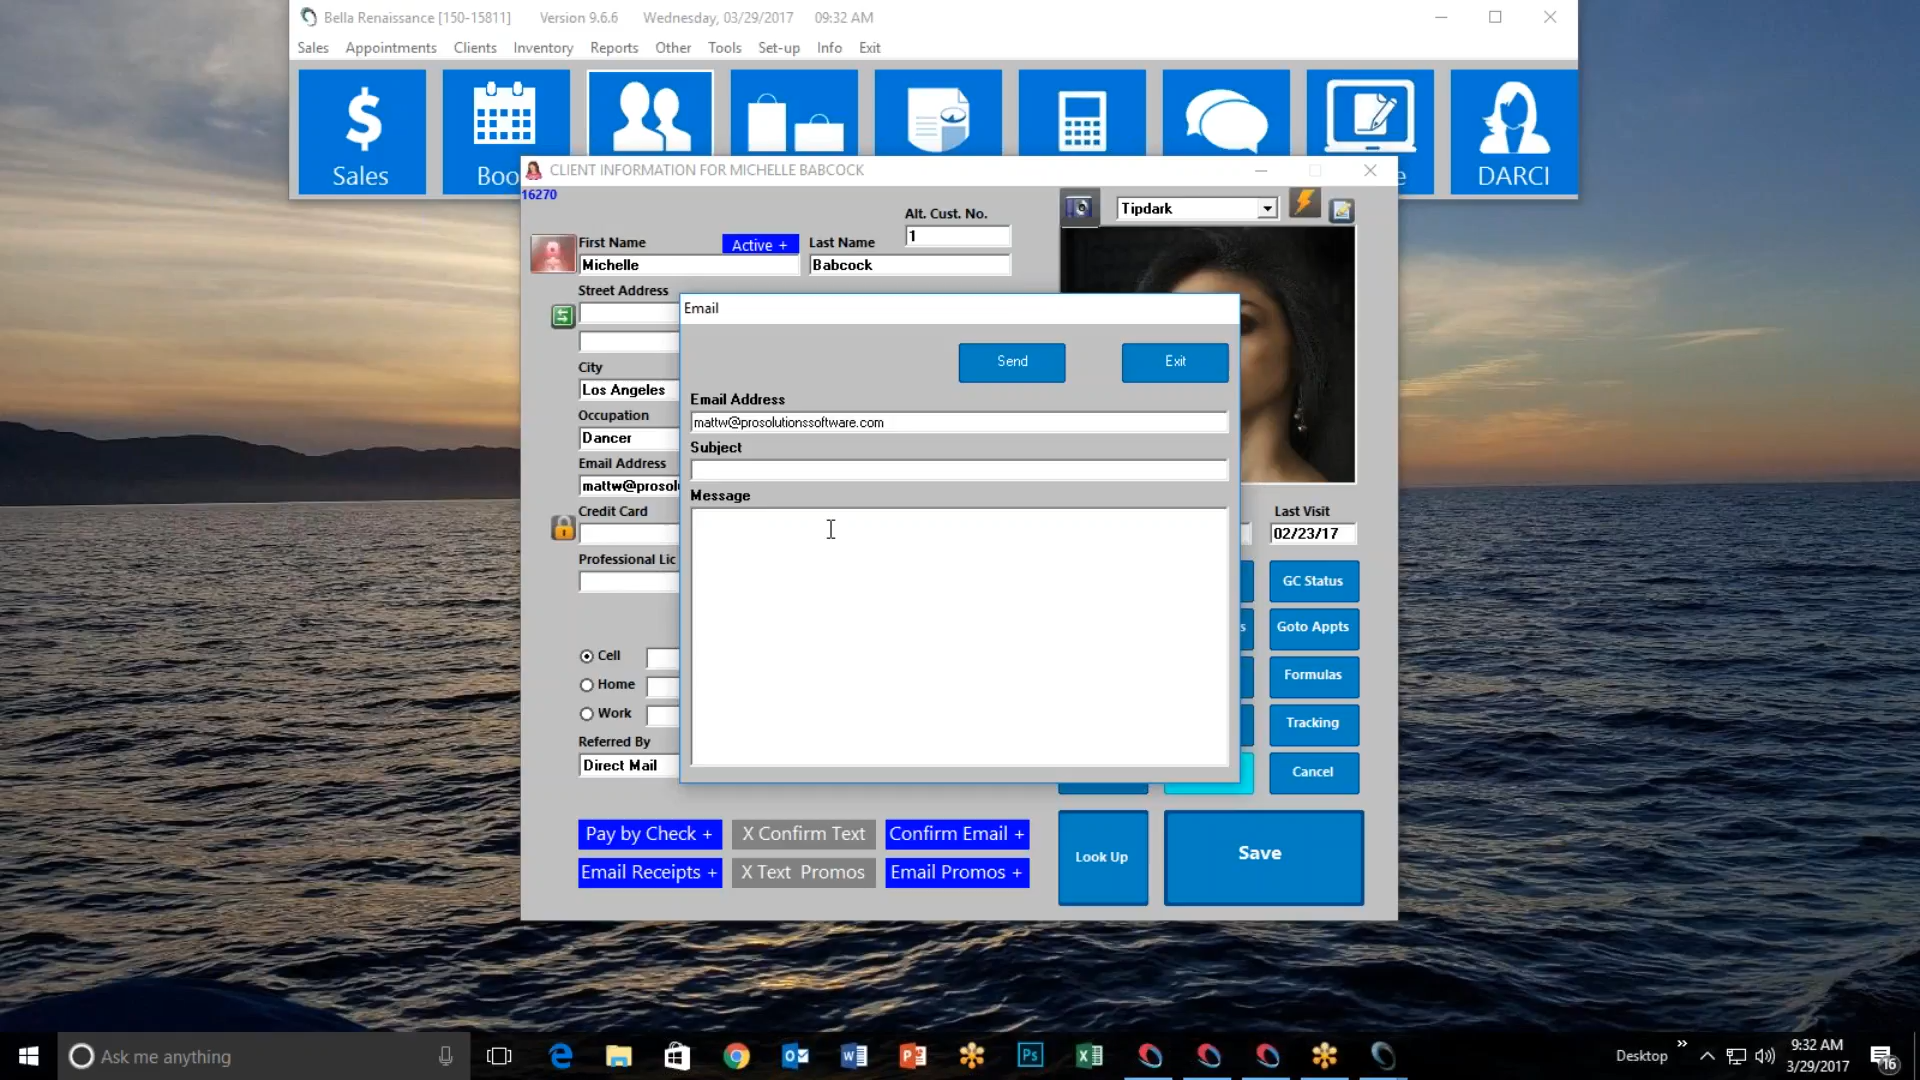 Bella Renaissance [150-15811] Version 9.6.6 Wednesday, 03/29/2017 09:32 AM
Sales Appointments Clients Inventory Reports Other Tools Set-up Info Exit
Sales
Boo
e
DARCI
CLIENT INFORMATION FOR MICHELLE BABCOCK
16270
Alt. Cust. No.
1
Tipdark
First Name
Active +
Last Name
Michelle
Babcock
Street Address
City
Los Angeles
Occupation
Dancer
Email Address
mattw@prosol
Credit Card
Professional Lic
Cell
Home
Work
Referred By
Direct Mail
Email
Send
Exit
Email Address
mattw@prosolutionssoftware.com
Subject
Message
Last Visit
02/23/17
GC Status
s
Goto Appts
Formulas
Tracking
Cancel
Pay by Check +
X Confirm Text
Confirm Email +
Email Receipts +
X Text Promos
Email Promos +
Look Up
Save
Ask me anything
Desktop
9:32 AM
3/29/2017
16